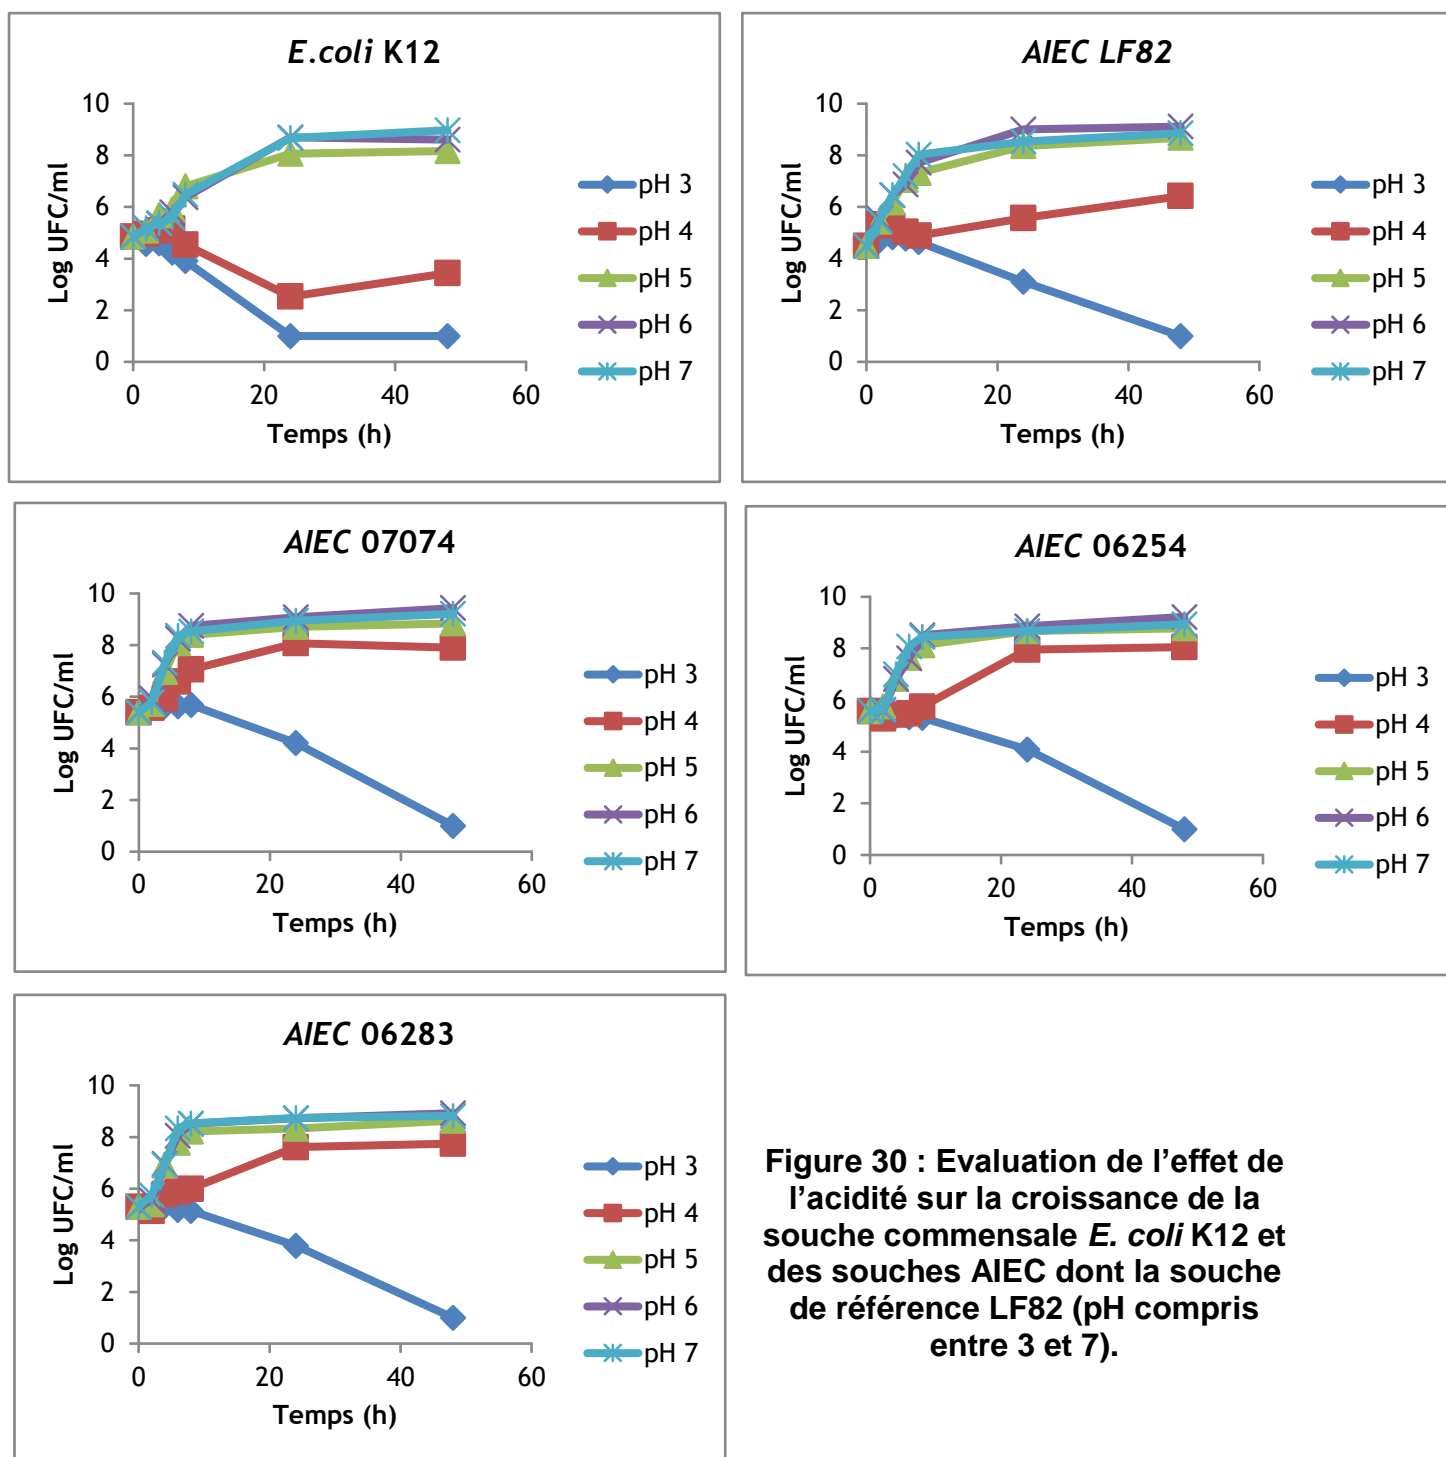 E.coli K12
10
8
6
4
2
0
Log UFC/ml
0 20 40 60
Temps (h)
pH 3
pH 4
pH 5
pH 6
pH 7
AIEC LF82
10
8
6
4
2
0
Log UFC/ml
0 20 40 60
Temps (h)
pH 3
pH 4
pH 5
pH 6
pH 7
AIEC 07074
10
8
6
4
2
0
Log UFC/ml
0 20 40 60
Temps (h)
pH 3
pH 4
pH 5
pH 6
pH 7
AIEC 06254
10
8
6
4
2
0
Log UFC/ml
0 20 40 60
Temps (h)
pH 3
pH 4
pH 5
pH 6
pH 7
AIEC 06283
10
8
6
4
2
0
Log UFC/ml
0 20 40 60
Temps (h)
pH 3
pH 4
pH 5
pH 6
pH 7
Figure 30 : Evaluation de l’effet de
l’acidité sur la croissance de la
souche commensale E. coli K12 et
des souches AIEC dont la souche
de référence LF82 (pH compris
entre 3 et 7).